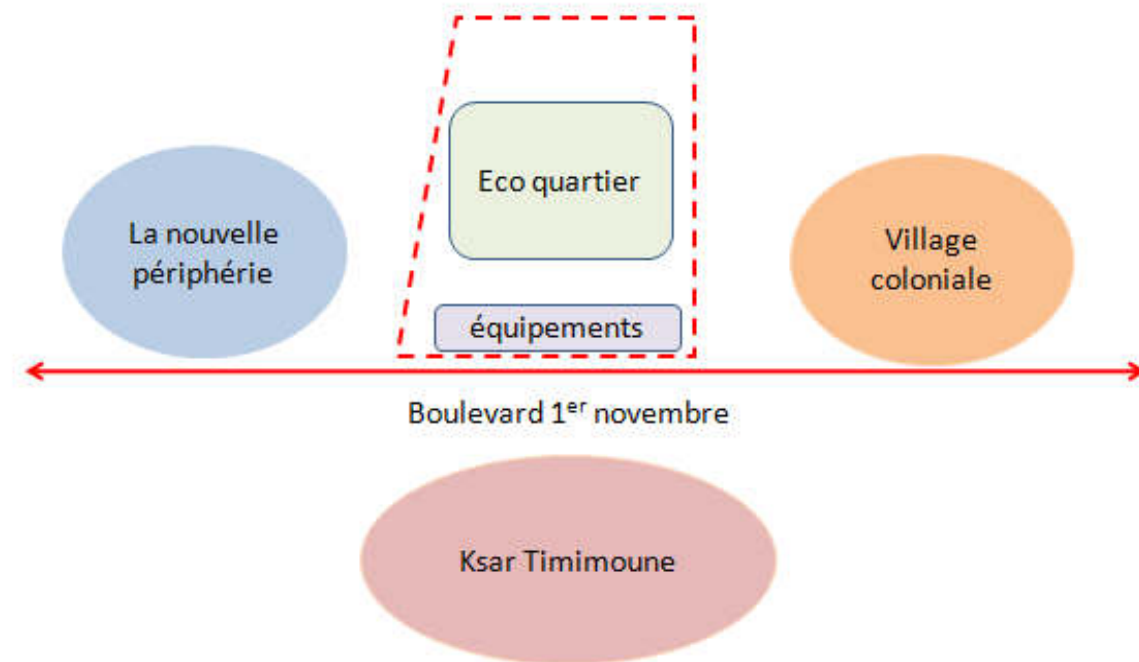 Eco quartier
La nouvelle
périphérie
Village
coloniale
équipements
Boulevard 1er novembre
Ksar Timimoune